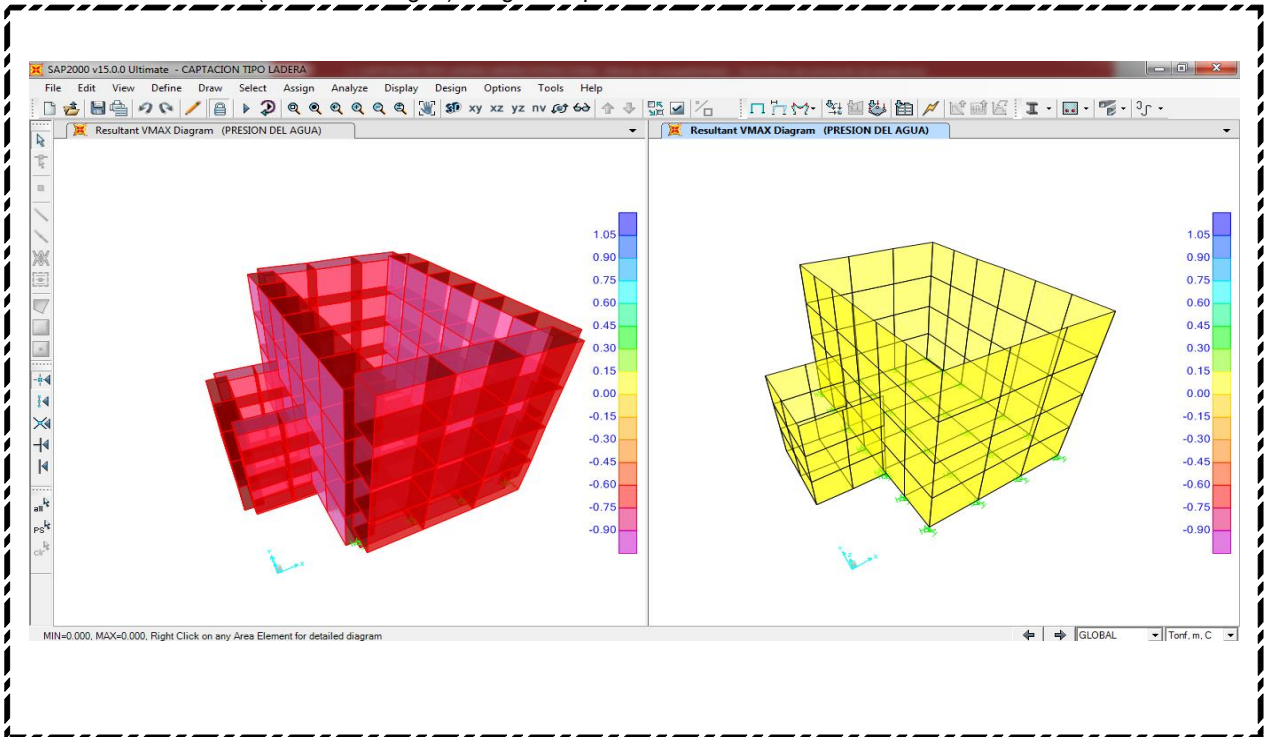 SAP2000 v15.0.0 Ultimate - CAPTACION TIPO LADERA
File Edit View Define Draw Select Assign Analyze Display Design Options Tools Help
xy xz yz nv
Resultant VMAX Diagram (PRESION DEL AGUA)
Resultant VMAX Diagram (PRESION DEL AGUA)
1.05
0.90
0.75
0.60
0.45
0.30
0.15
0.00
-0.15
-0.30
-0.45
-0.60
-0.75
-0.90
1.05
0.90
0.75
0.60
0.45
0.30
0.15
0.00
-0.15
-0.30
-0.45
-0.60
-0.75
-0.90
all
PS
clr
MIN=0.000, MAX=0.000, Right Click on any Area Element for detailed diagram
GLOBAL
Tonf, m, C